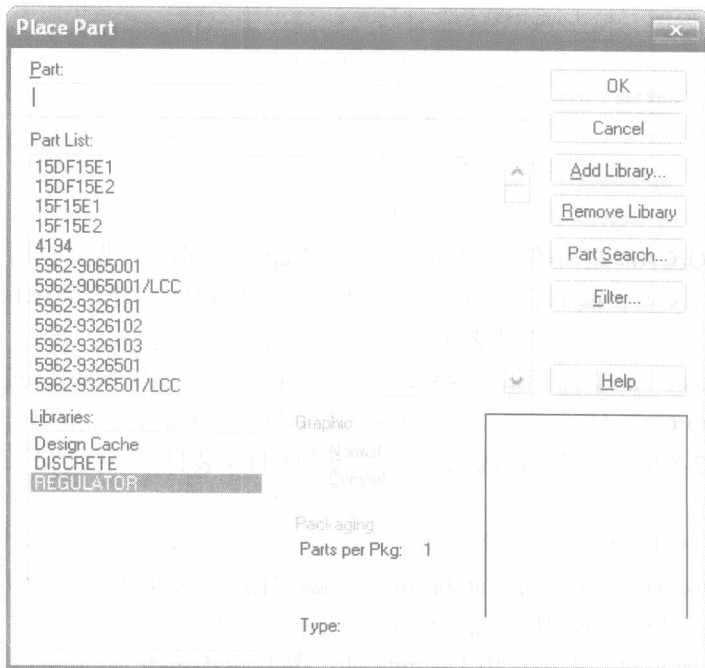 Place Part
Part:
OK
Cancel
Part List:
15DF15E1
15DF15E2
15F15E1
15F15E2
4194
5962-9065001
5962-9065001/LCC
5962-9326101
5962-9326102
5962-9326103
5962-9326501
5962-9326501/LCC
Add Library...
Remove Library
Part Search...
Filter...
Help
Libraries:
Design Cache
DISCRETE
REGULATOR
Graphic
Normal
Convert
Packaging
Parts per Pkg: 1
Part:
Type: